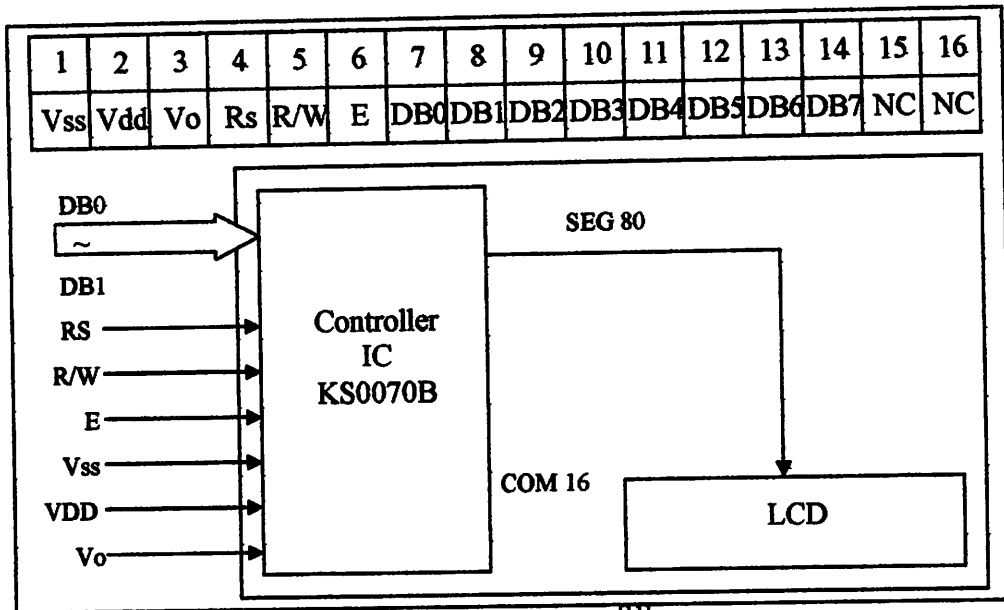 1 2 3 4 5 6 7 8 9 10 11 12 13 14 15 16
Vss Vdd Vo Rs R/W E DB0 DB1 DB2 DB3 DB4 DB5 DB6 DB7 NC NC
DB0
~
DB1
RS
R/W
E
Vss
VDD
Vo
Controller
IC
KS0070B
SEG 80
COM 16
LCD